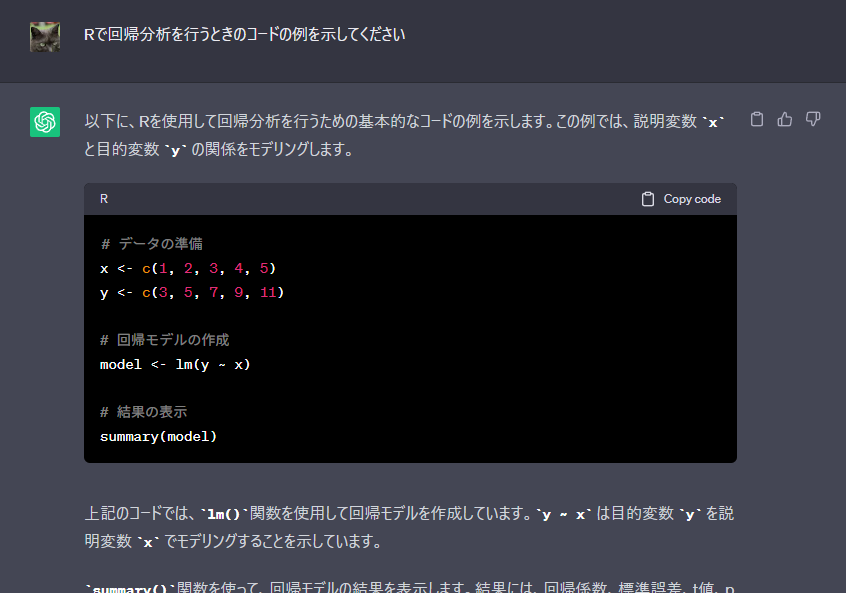 Rで回帰分析を行うときのコードの例を示してください
以下に、Rを使用して回帰分析を行うための基本的なコードの例を示します。この例では、説明変数 `x`
と目的変数 `y` の関係をモデリングします。
R
Copy code
# データの準備
x <- c(1, 2, 3, 4, 5)
y <- c(3, 5, 7, 9, 11)
# 回帰モデルの作成
model <- lm(y ~ x)
# 結果の表示
summary(model)
上記のコードでは、`lm()`関数を使用して回帰モデルを作成しています。`y ~ x` は目的変数 `y` を説
明変数 `x` でモデリングすることを示しています。
`summary()`関数を使って、回帰モデルの結果を表示します。結果には、回帰係数、標準誤差、t値、p